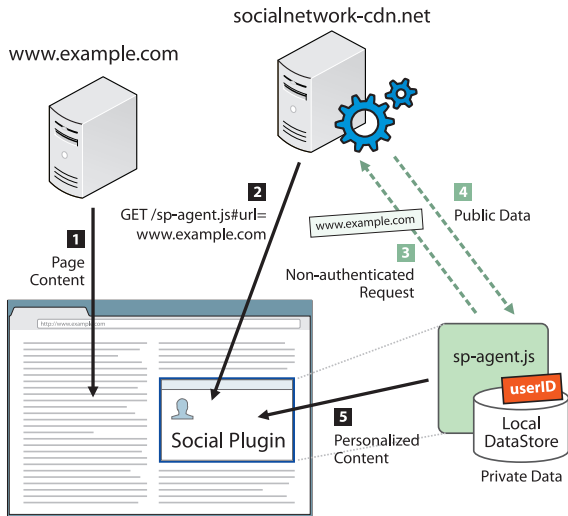 socialnetwork-cdn.net
www.example.com
2
GET /sp-agent.js#url=
www.example.com
4
Public Data
www.example.com
1
Page
Content
3
Non-authenticated
Request
http://www.example.com
sp-agent.js
userID
Social Plugin
5
Personalized
Content
Local
DataStore
Private Data